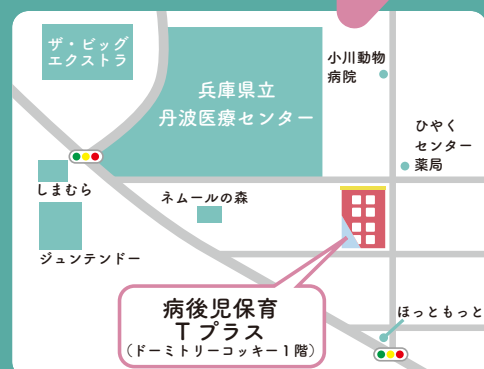 ザ・ビッグ
エクストラ
兵庫県立
丹波医療センター
小川動物
病院
ひやく
センター
薬局
しまむら
ネムールの森
ジュンテンドー
病後児保育
Tプラス
(ドーミトリーコッキー1階)
ほっともっと